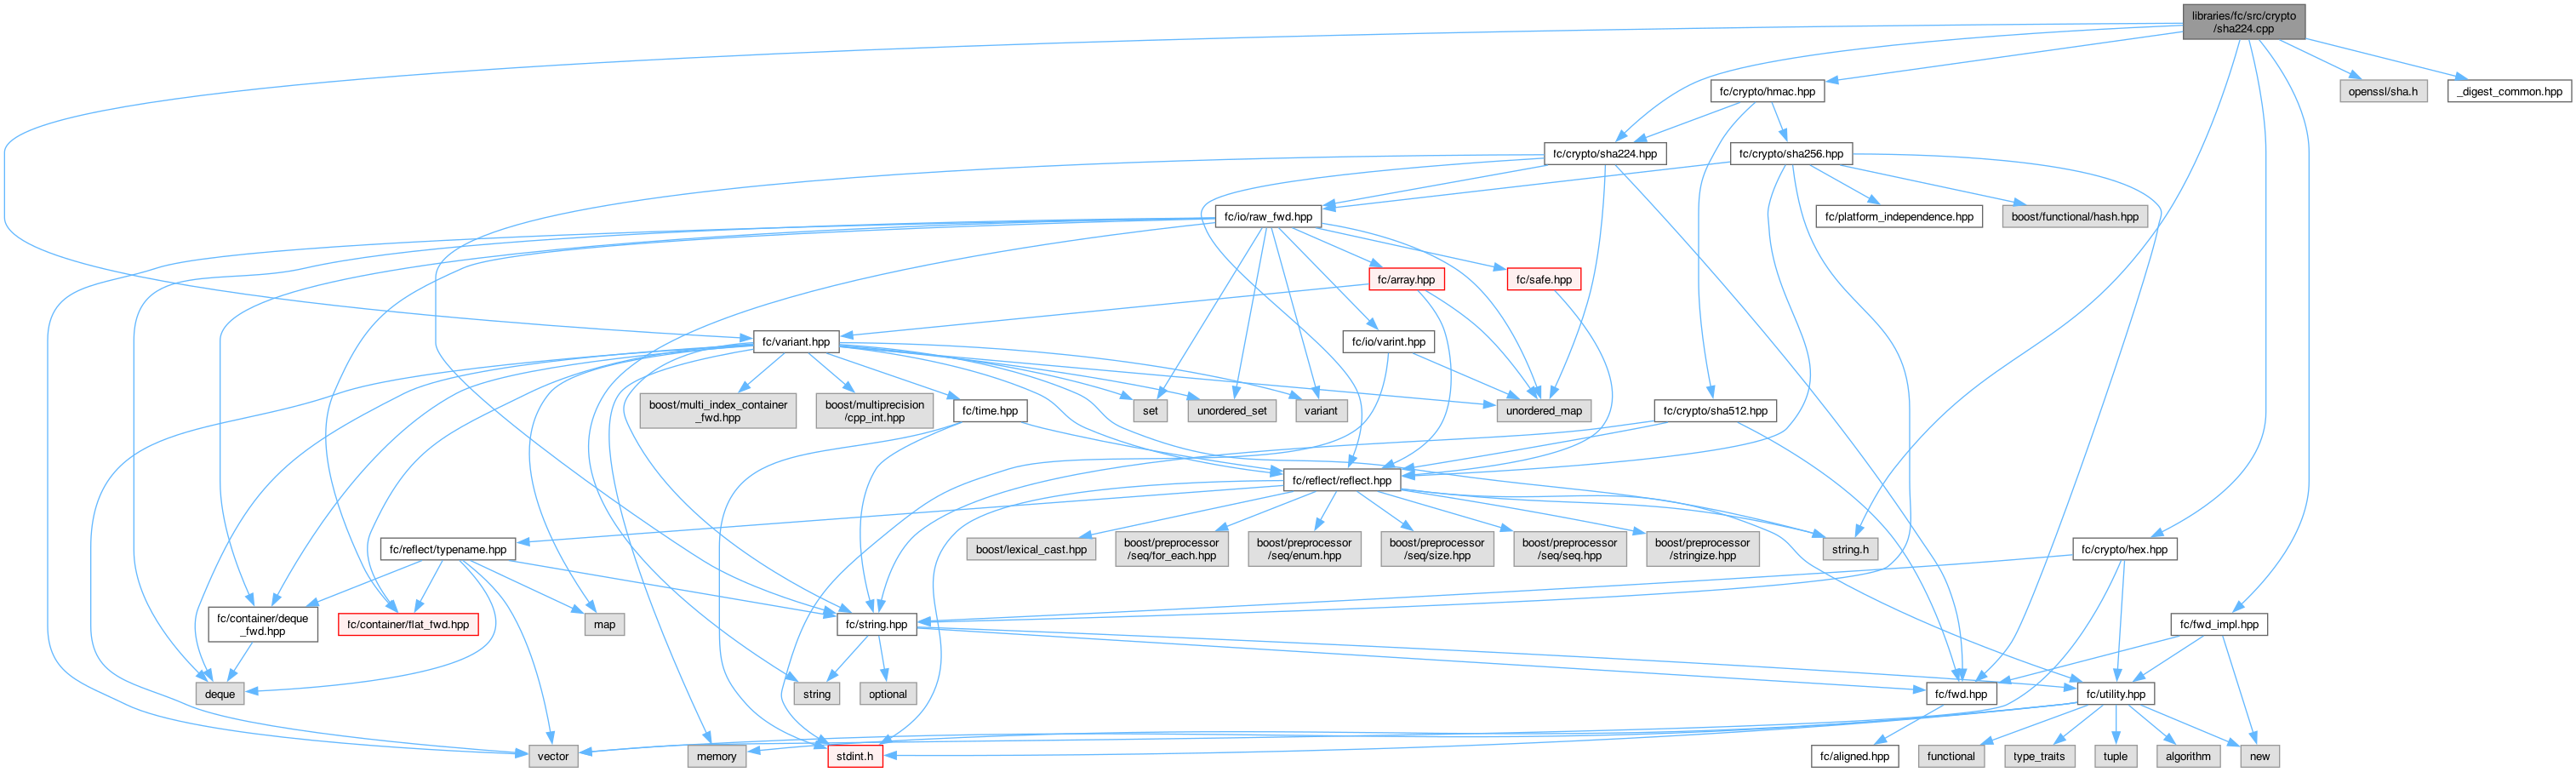 libraries/fc/src/crypto
/sha224.cpp
fc/crypto/hmac.hpp
openssl/sha.h
_digest_common.hpp
fc/crypto/sha224.hpp
fc/crypto/sha256.hpp
fc/io/raw_fwd.hpp
fc/platform_independence.hpp
boost/functional/hash.hpp
fc/array.hpp
fc/safe.hpp
fc/variant.hpp
fc/io/varint.hpp
boost/multi_index_container
_fwd.hpp
boost/multiprecision
/cpp_int.hpp
fc/time.hpp
set
unordered_set
variant
unordered_map
fc/crypto/sha512.hpp
fc/reflect/reflect.hpp
fc/reflect/typename.hpp
boost/lexical_cast.hpp
boost/preprocessor
/seq/for_each.hpp
boost/preprocessor
/seq/enum.hpp
boost/preprocessor
/seq/size.hpp
boost/preprocessor
/seq/seq.hpp
boost/preprocessor
/stringize.hpp
string.h
fc/crypto/hex.hpp
fc/container/deque
_fwd.hpp
fc/container/flat_fwd.hpp
map
fc/string.hpp
fc/fwd_impl.hpp
deque
string
optional
fc/fwd.hpp
fc/utility.hpp
vector
memory
stdint.h
fc/aligned.hpp
functional
type_traits
tuple
algorithm
new